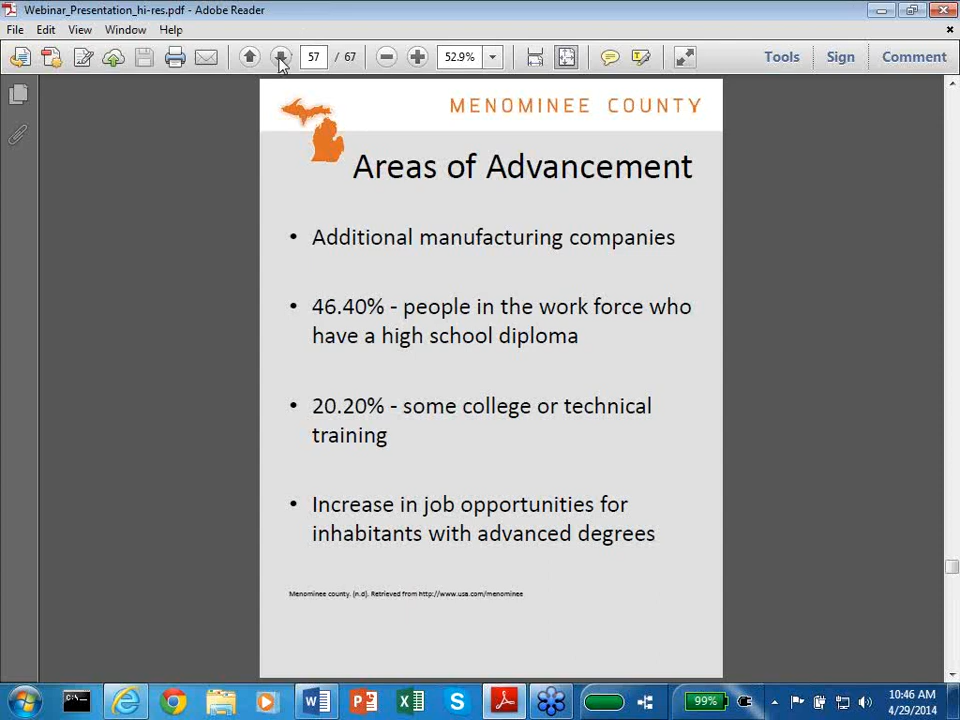 Webinar_Presentation_hi-res.pdf - Adobe Reader
File Edit View Window Help
57 / 67 52.9% Tools Sign Comment
MENOMINEE COUNTY
Areas of Advancement
• Additional manufacturing companies
• 46.40% - people in the work force who
have a high school diploma
• 20.20% - some college or technical
training
• Increase in job opportunities for
inhabitants with advanced degrees
Menominee county. (n.d). Retrieved from http://www.usa.com/menominee
99%
10:46 AM
4/29/2014